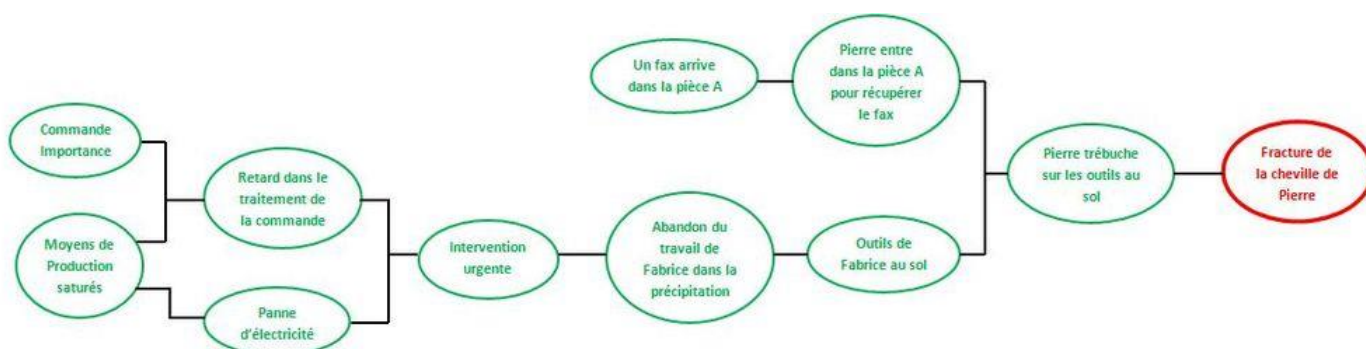 Un fax arrive
dans la pièce A
Pierre entre
dans la pièce A
pour récupérer
le fax
Commande
Importance
Retard dans le
traitement de
la commande
Moyens de
Production
saturés
Panne
d'électricité
Intervention
urgente
Abandon du
travail de
Fabrice dans la
précipitation
Outils de
Fabrice au sol
Pierre trébuche
sur les outils au
sol
Fracture de
la cheville de
Pierre